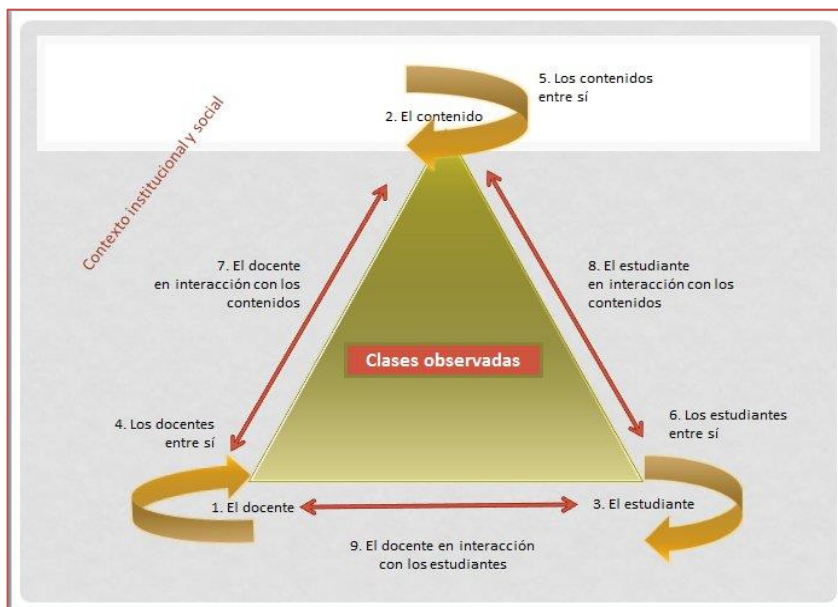 5. Los contenidos
entre sí
2. El contenido
Contexto institucional y social
7. El docente
en interacción con los
contenidos
8. El estudiante
en interacción con los
contenidos
Clases observadas
4. Los docentes
entre sí
6. Los estudiantes
entre sí
1. El docente
3. El estudiante
9. El docente en interacción
con los estudiantes